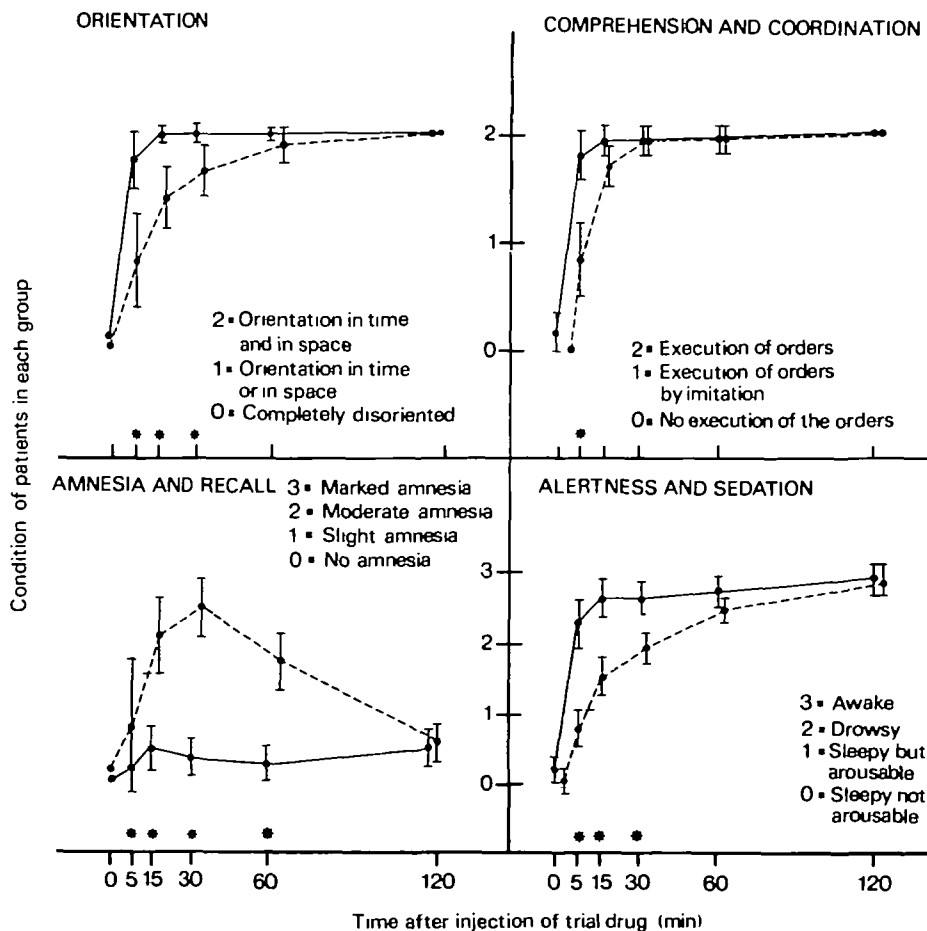 ORIENTATION
COMPREHENSION AND COORDINATION
2
1
0
2 = Orientation in time
and in space
1 = Orientation in time
or in space
0 = Completely disoriented
2 = Execution of orders
1 = Execution of orders
by imitation
0 = No execution of the orders
* * *
*
Condition of patients in each group
AMNESIA AND RECALL
3 = Marked amnesia
2 = Moderate amnesia
1 = Slight amnesia
0 = No amnesia
ALERTNESS AND SEDATION
3
2
1
0
3 = Awake
2 = Drowsy
1 = Sleepy but
arousable
0 = Sleepy not
arousable
* * * *
* * *
0 5 15 30 60 120
0 5 15 30 60 120
Time after injection of trial drug (min)